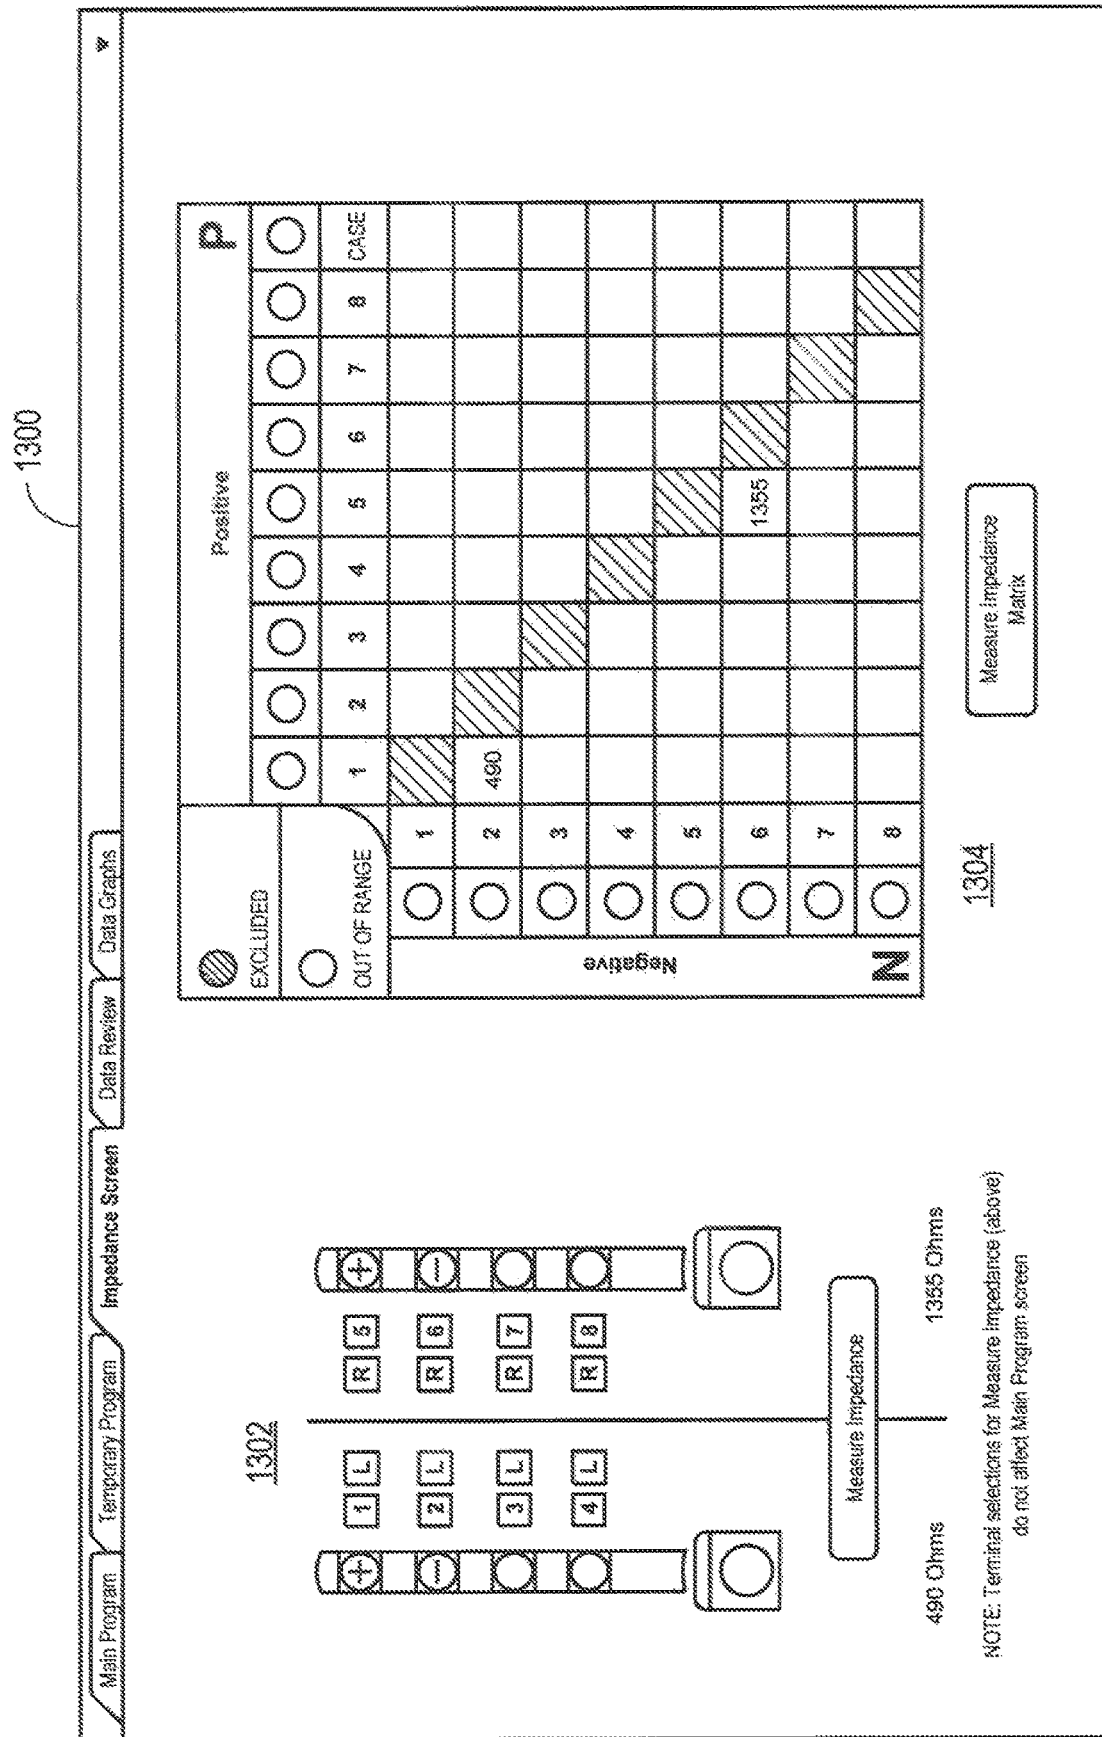 1300
Main Program
Temporary Program
Impedance Screen
Data Review
Data Graphs
1302
1 L R 5
2 L R 6
3 L R 7
4 L R 8
Measure Impedance
490 Ohms
1355 Ohms
NOTE: Terminal selections for Measure Impedance (above)
do not affect Main Program screen
EXCLUDED
OUT OF RANGE
Positive
P
1 2 3 4 5 6 7 8 CASE
Negative
N
1
2 490
3
4
5
6 1355
7
8
1304
Measure Impedance
Matrix